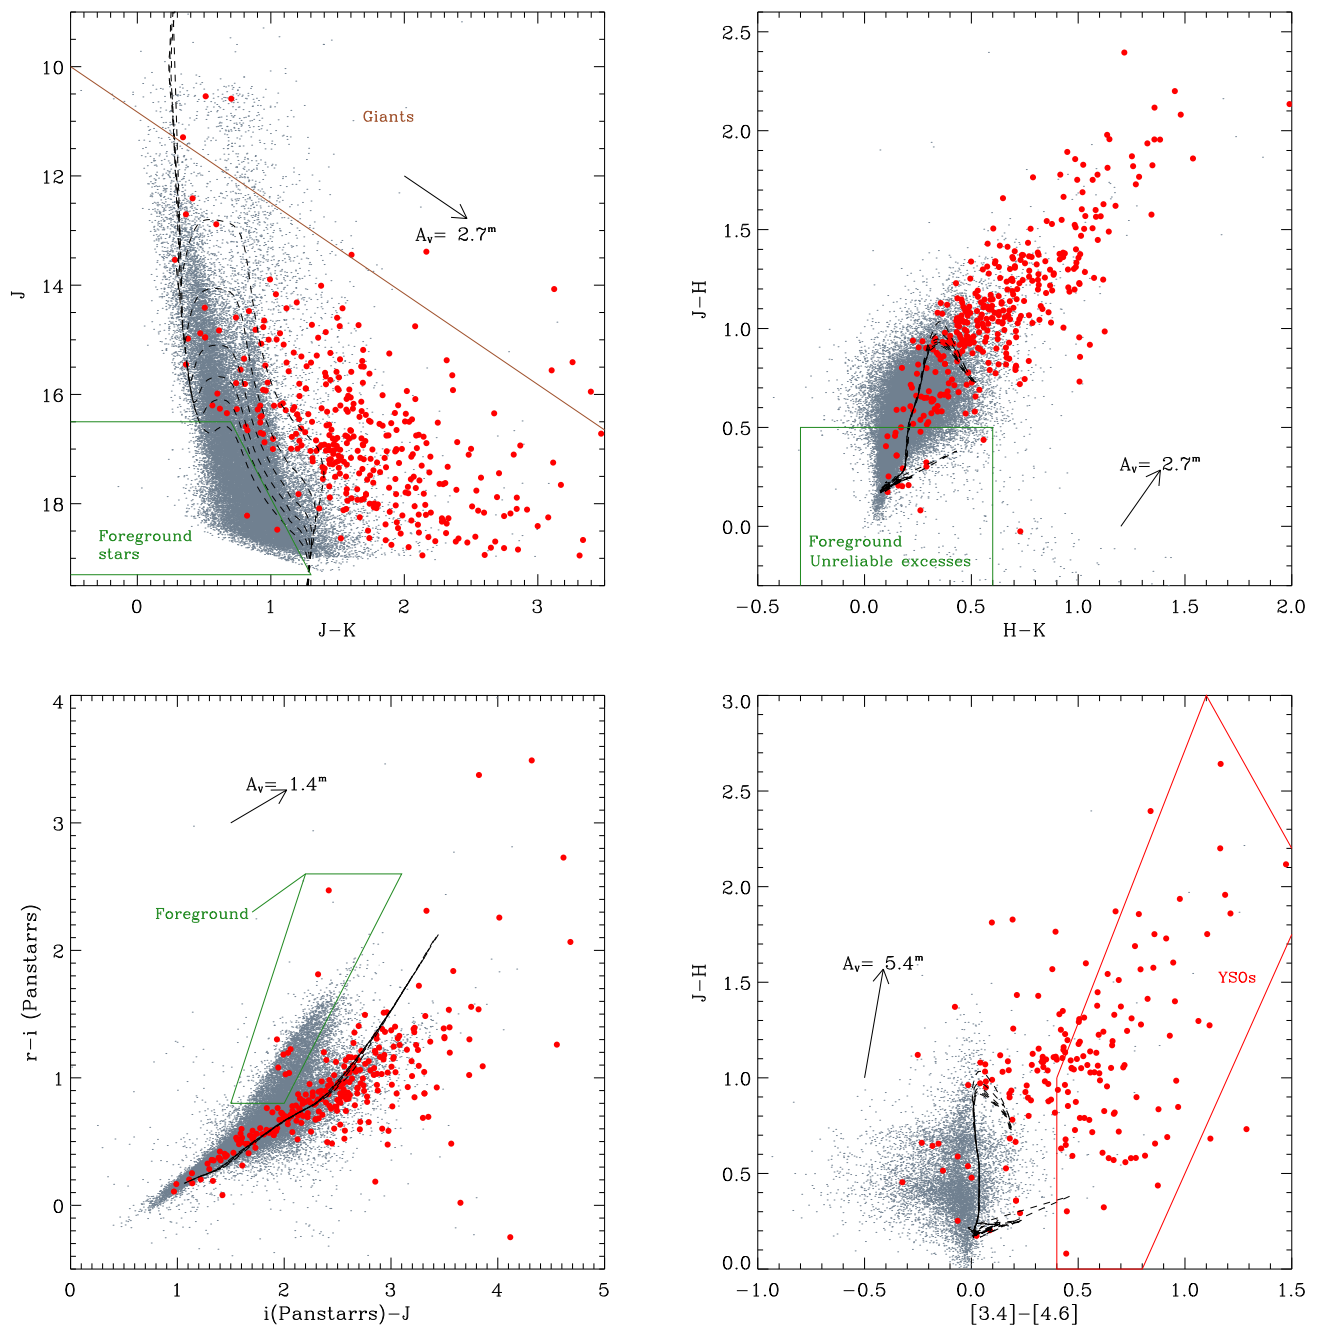 10
12
14
16
18
J
Giants
A_V= 2.7^m
Foreground
stars
0
1
2
3
J−K
2.5
2.0
1.5
1.0
0.5
0.0
J−H
A_V= 2.7^m
Foreground
Unreliable excesses
−0.5
0.0
0.5
1.0
1.5
2.0
H−K
4
3
2
1
0
r−i (Panstarrs)
A_V= 1.4^m
Foreground
0
1
2
3
4
5
i(Panstarrs)−J
3.0
2.5
2.0
1.5
1.0
0.5
0.0
J−H
A_V= 5.4^m
YSOs
−1.0
−0.5
0.0
0.5
1.0
1.5
[3.4]−[4.6]